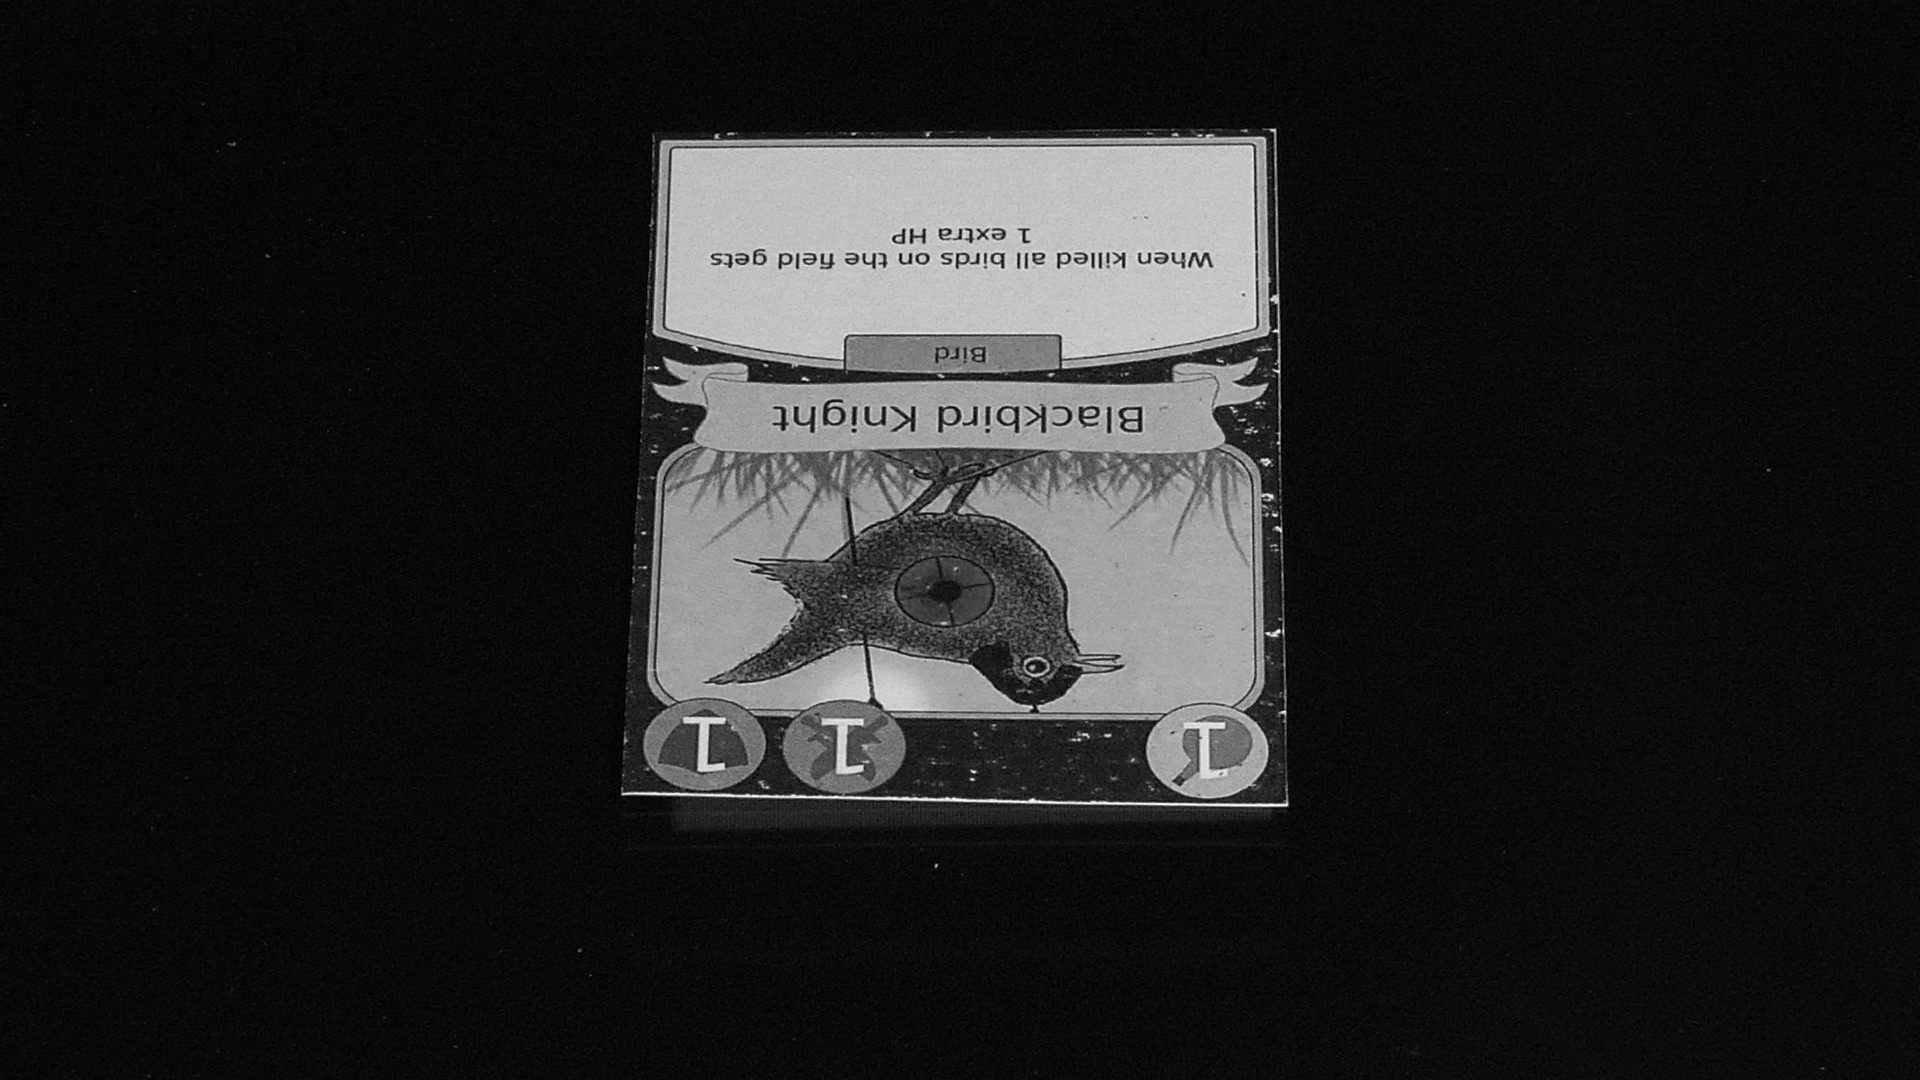 1 1 1
Blackbird Knight
Bird
When killed all birds on the field gets
1 extra HP